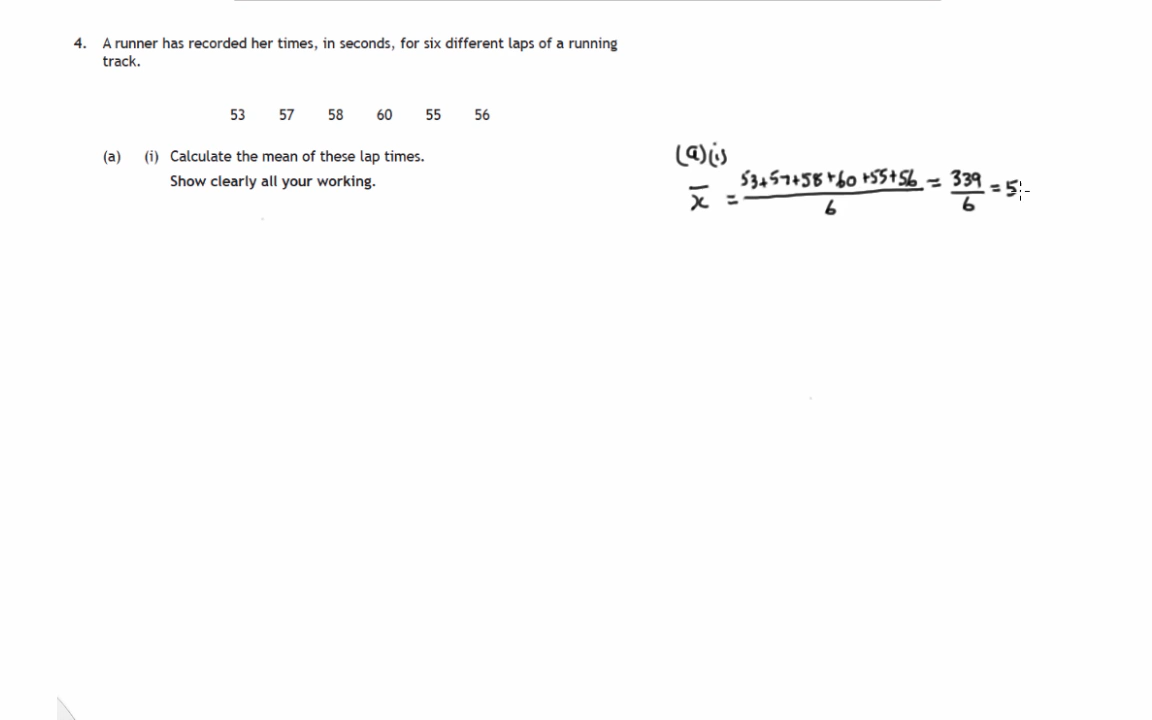 4. A runner has recorded her times, in seconds, for six different laps of a running
track.
53 57 58 60 55 56
(a) (i) Calculate the mean of these lap times.
Show clearly all your working.
(a)(i)
x̄ = 53+57+58+60+55+56 / 6 = 339 / 6 = 5